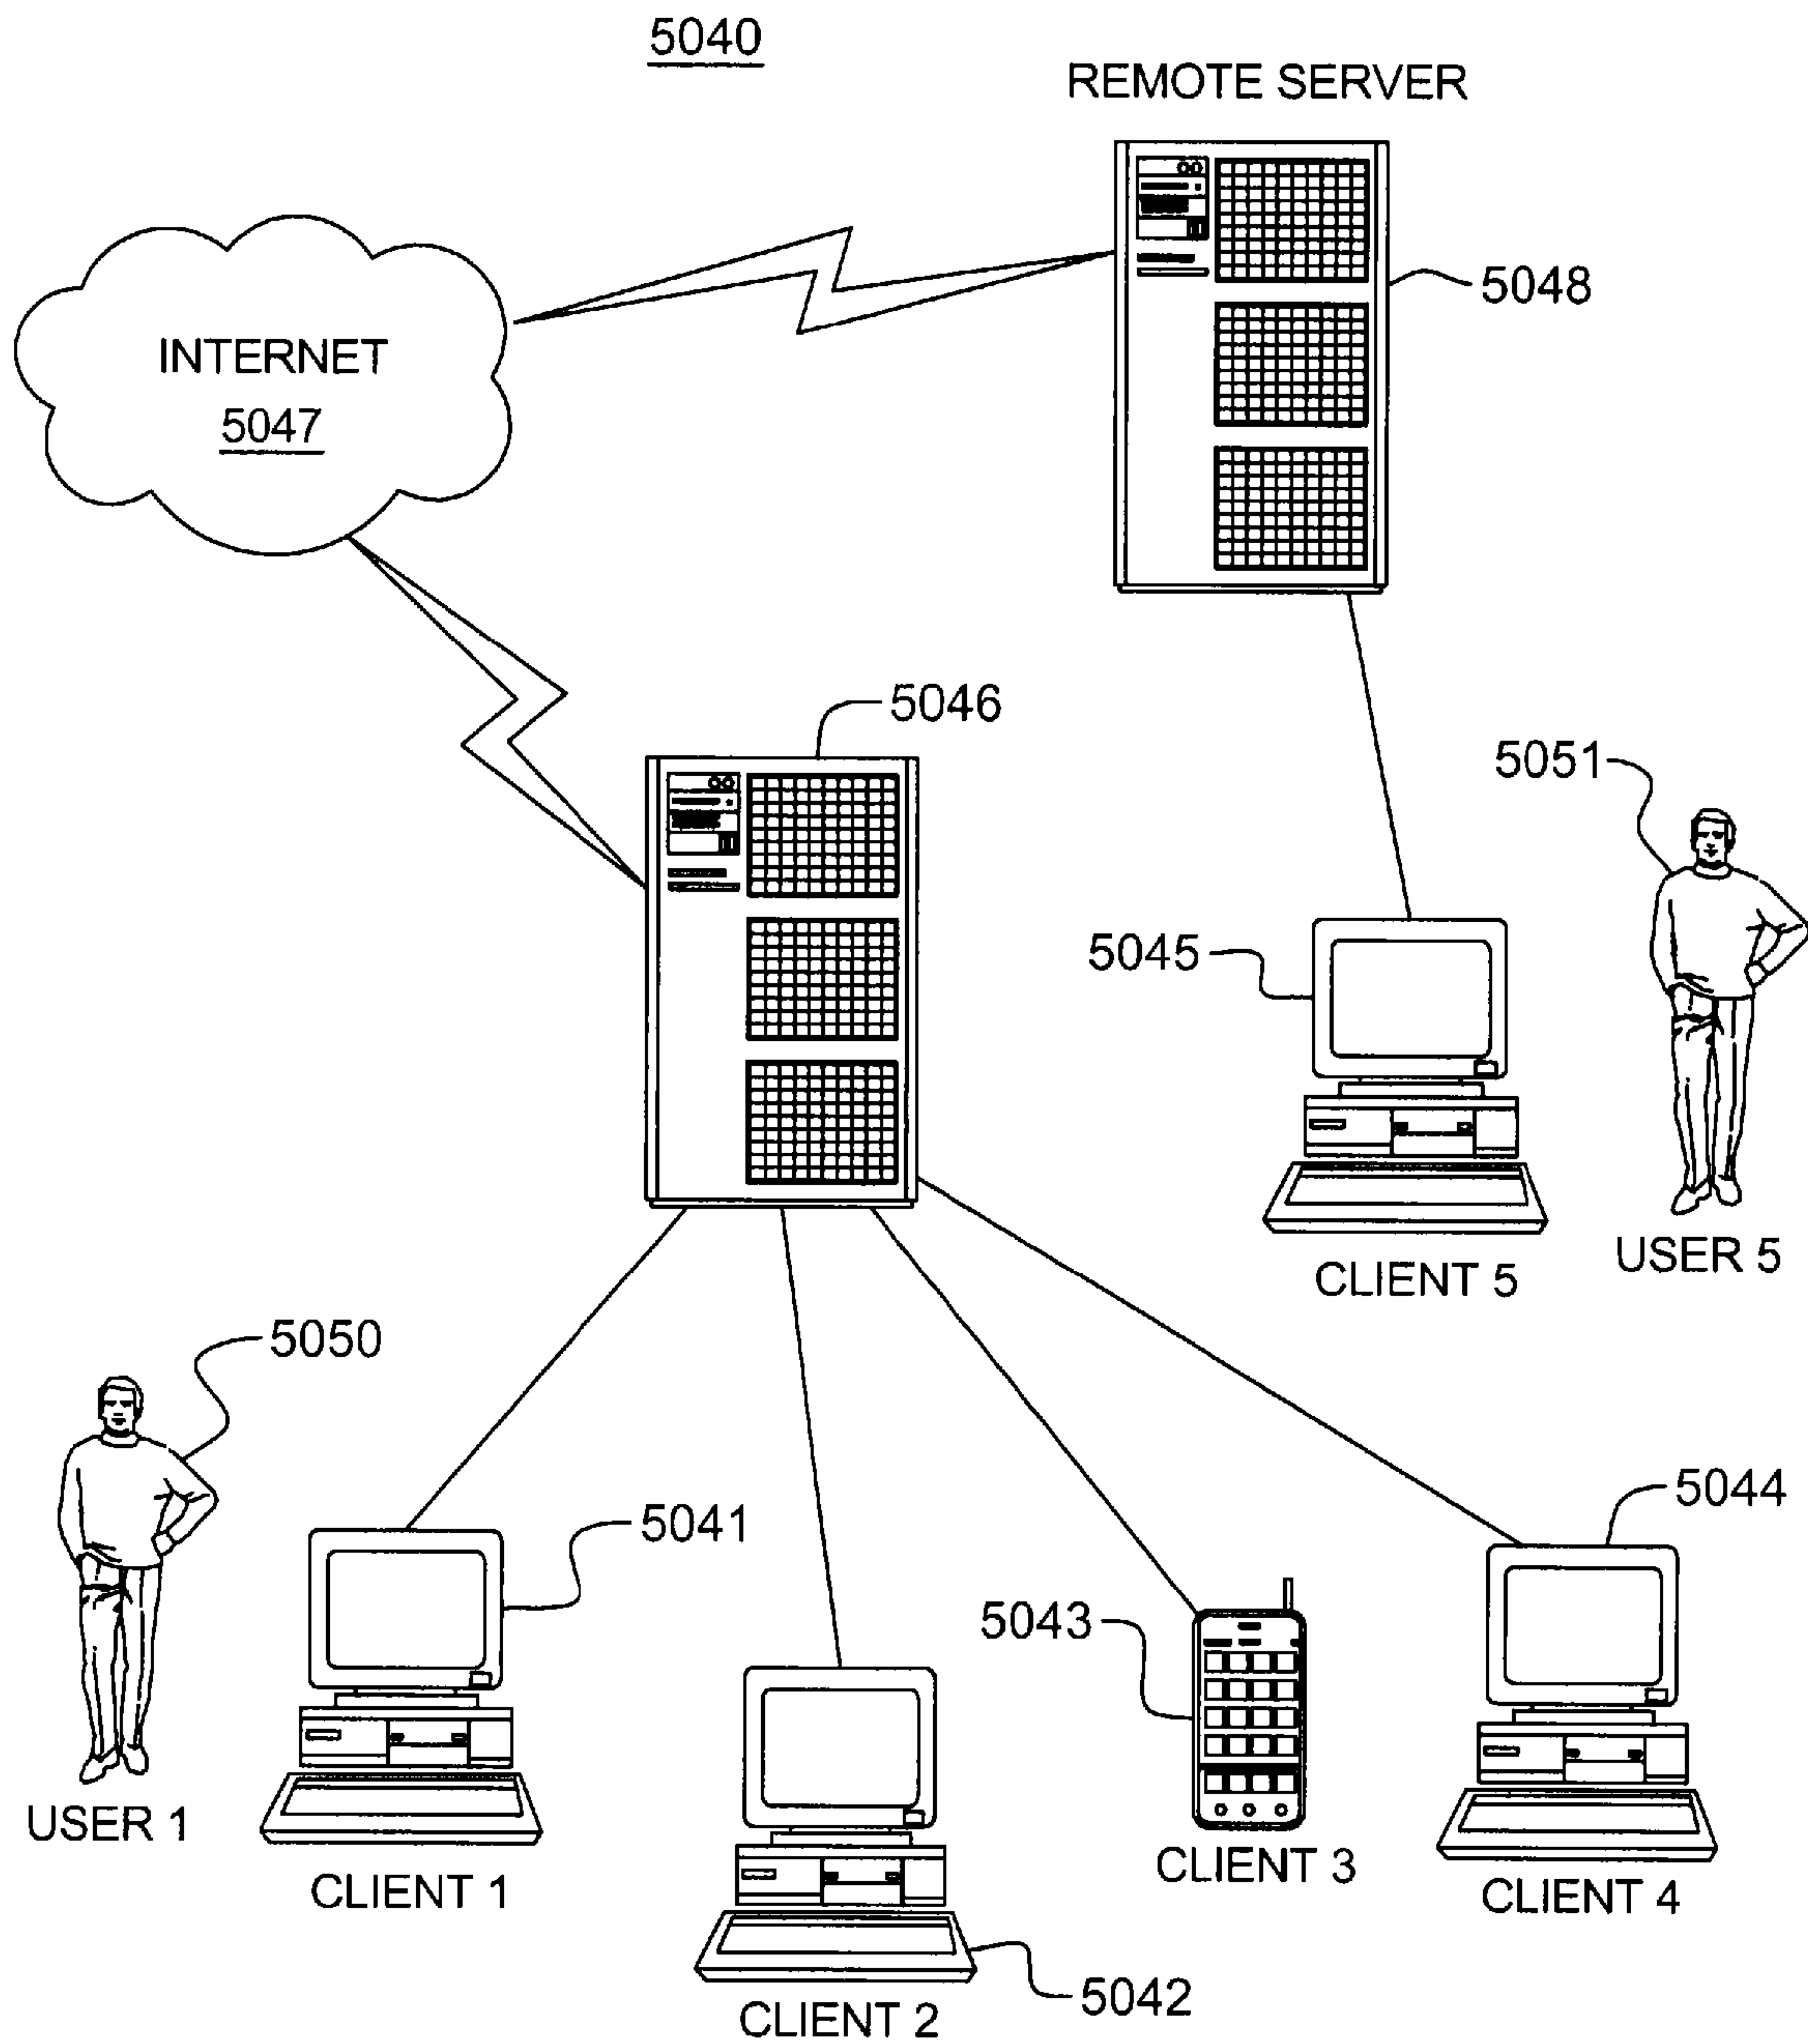 5040
REMOTE SERVER
5048
INTERNET
5047
5046
5051
5045
USER 5
CLIENT 5
5050
5044
5041
5043
USER 1
CLIENT 1
CLIENT 3
CLIENT 4
5042
CLIENT 2